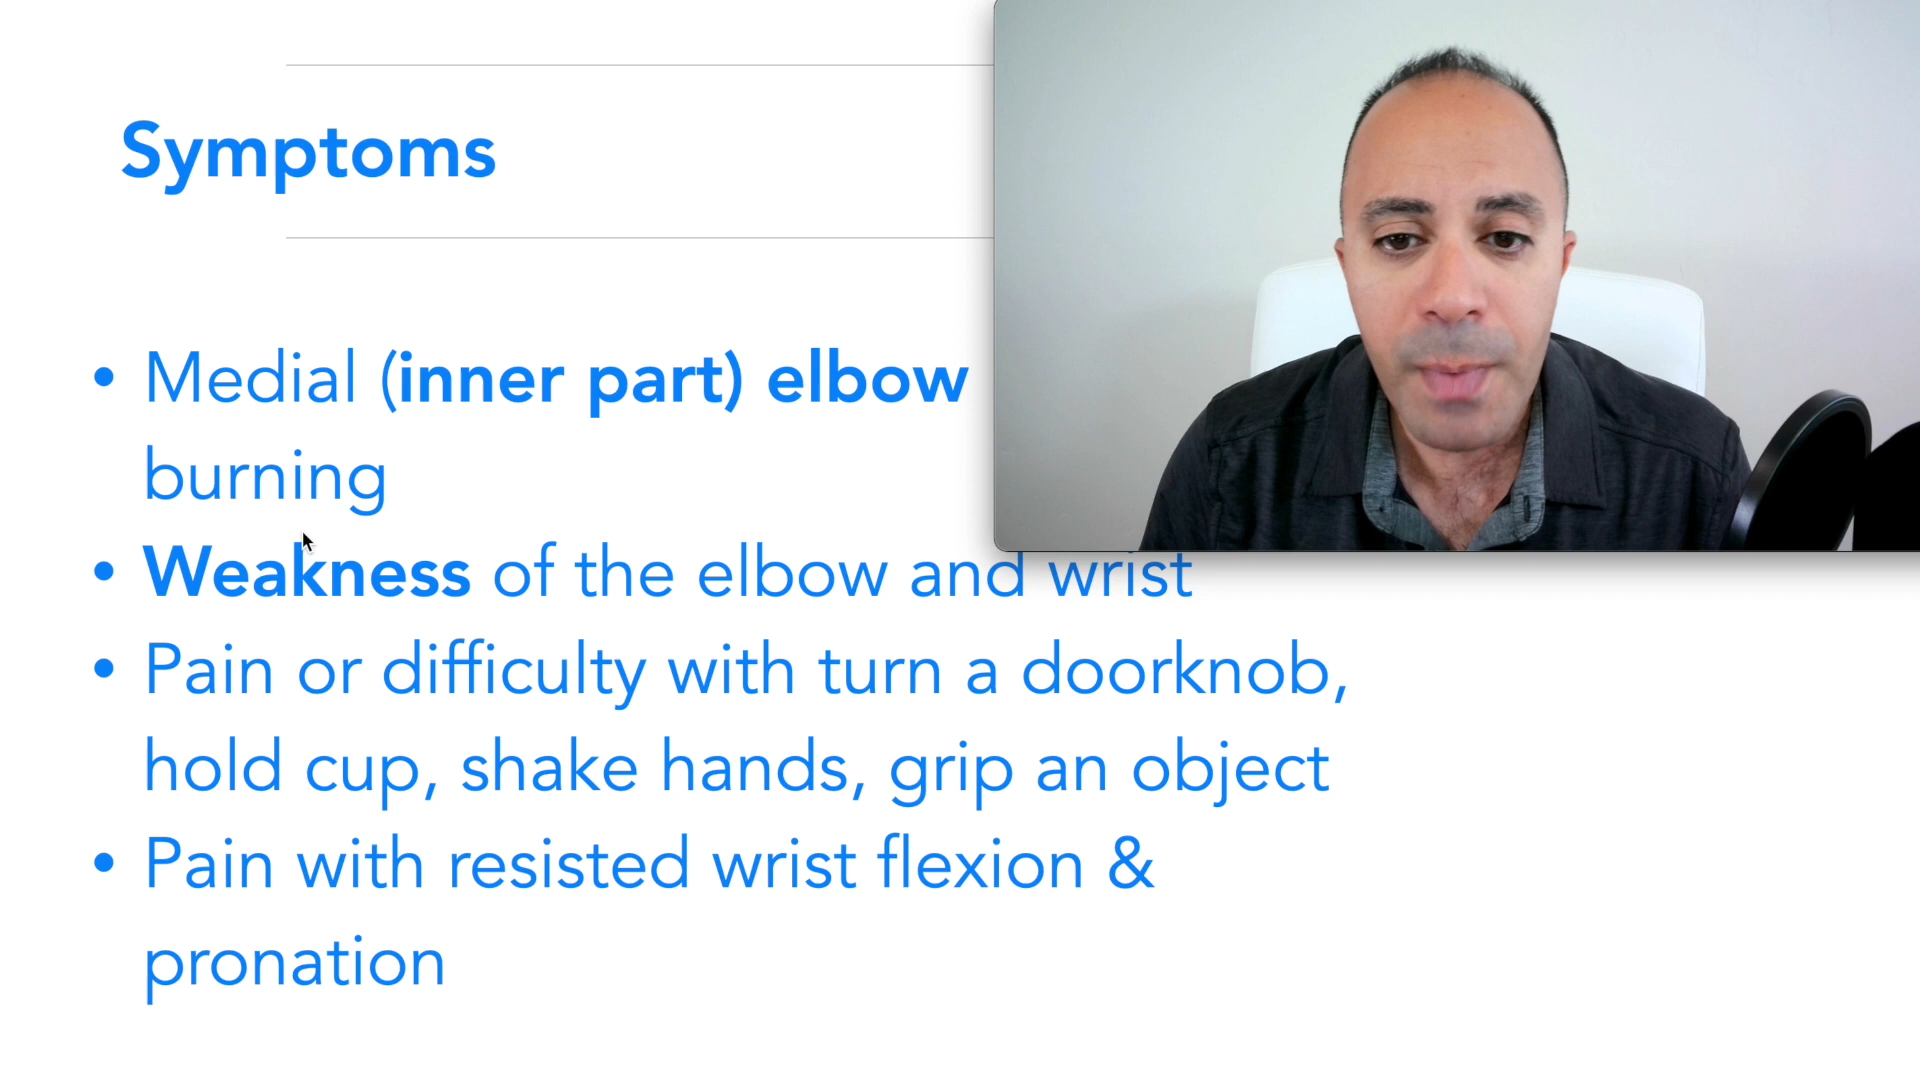 Symptoms
• Medial (inner part) elbow
burning
• Weakness of the elbow and wrist
• Pain or difficulty with turn a doorknob,
hold cup, shake hands, grip an object
• Pain with resisted wrist flexion &
pronation